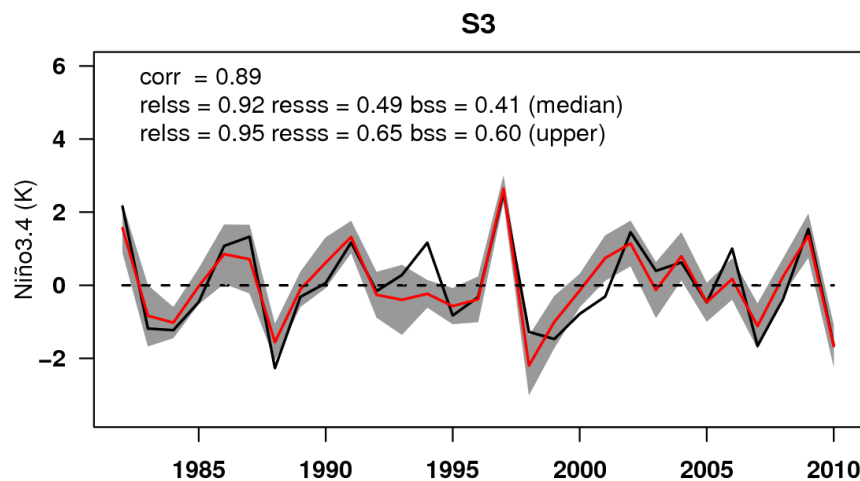 S3
corr = 0.89
relss = 0.92 resss = 0.49 bss = 0.41 (median)
relss = 0.95 resss = 0.65 bss = 0.60 (upper)
Niño3.4 (K)
6
4
2
0
−2
1985 1990 1995 2000 2005 2010